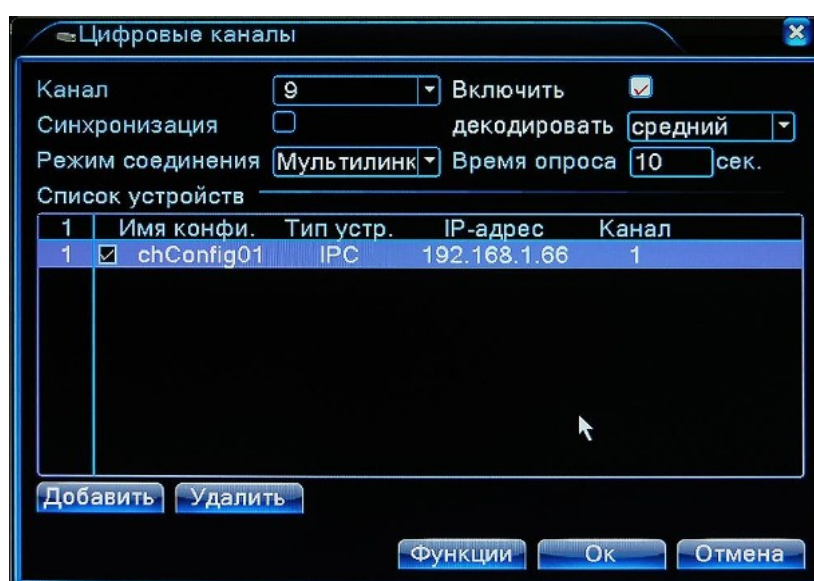 Цифровые каналы
Канал 9 Включить
Синхронизация декодировать средний
Режим соединения Мультилинк Время опроса 10 сек.
Список устройств
1 Имя конфи. Тип устр. IP-адрес Канал
1 chConfig01 IPC 192.168.1.66 1
Добавить Удалить
Функции Ок Отмена